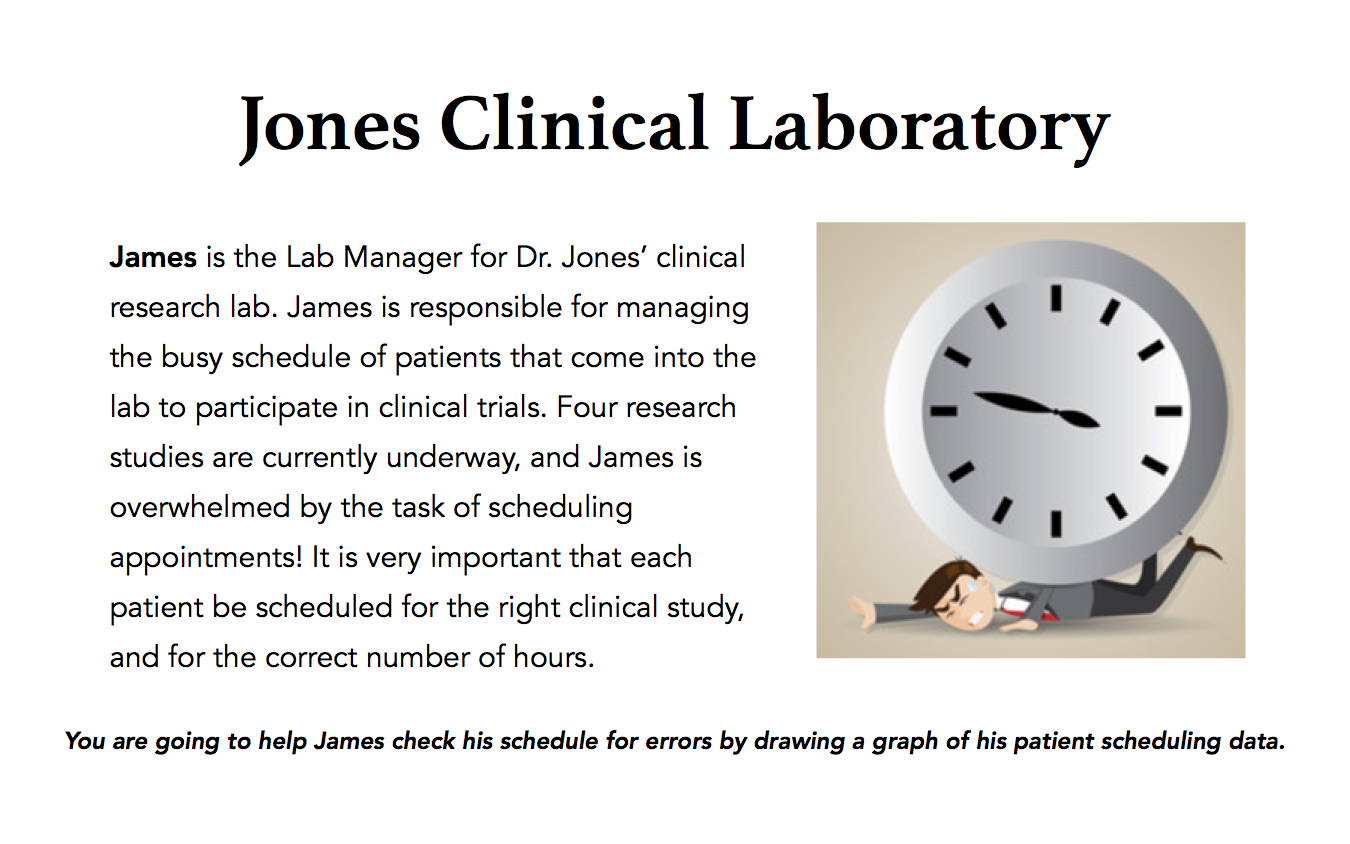 Jones Clinical Laboratory
James is the Lab Manager for Dr. Jones’ clinical
research lab. James is responsible for managing
the busy schedule of patients that come into the
lab to participate in clinical trials. Four research
studies are currently underway, and James is
overwhelmed by the task of scheduling
appointments! It is very important that each
patient be scheduled for the right clinical study,
and for the correct number of hours.
You are going to help James check his schedule for errors by drawing a graph of his patient scheduling data.